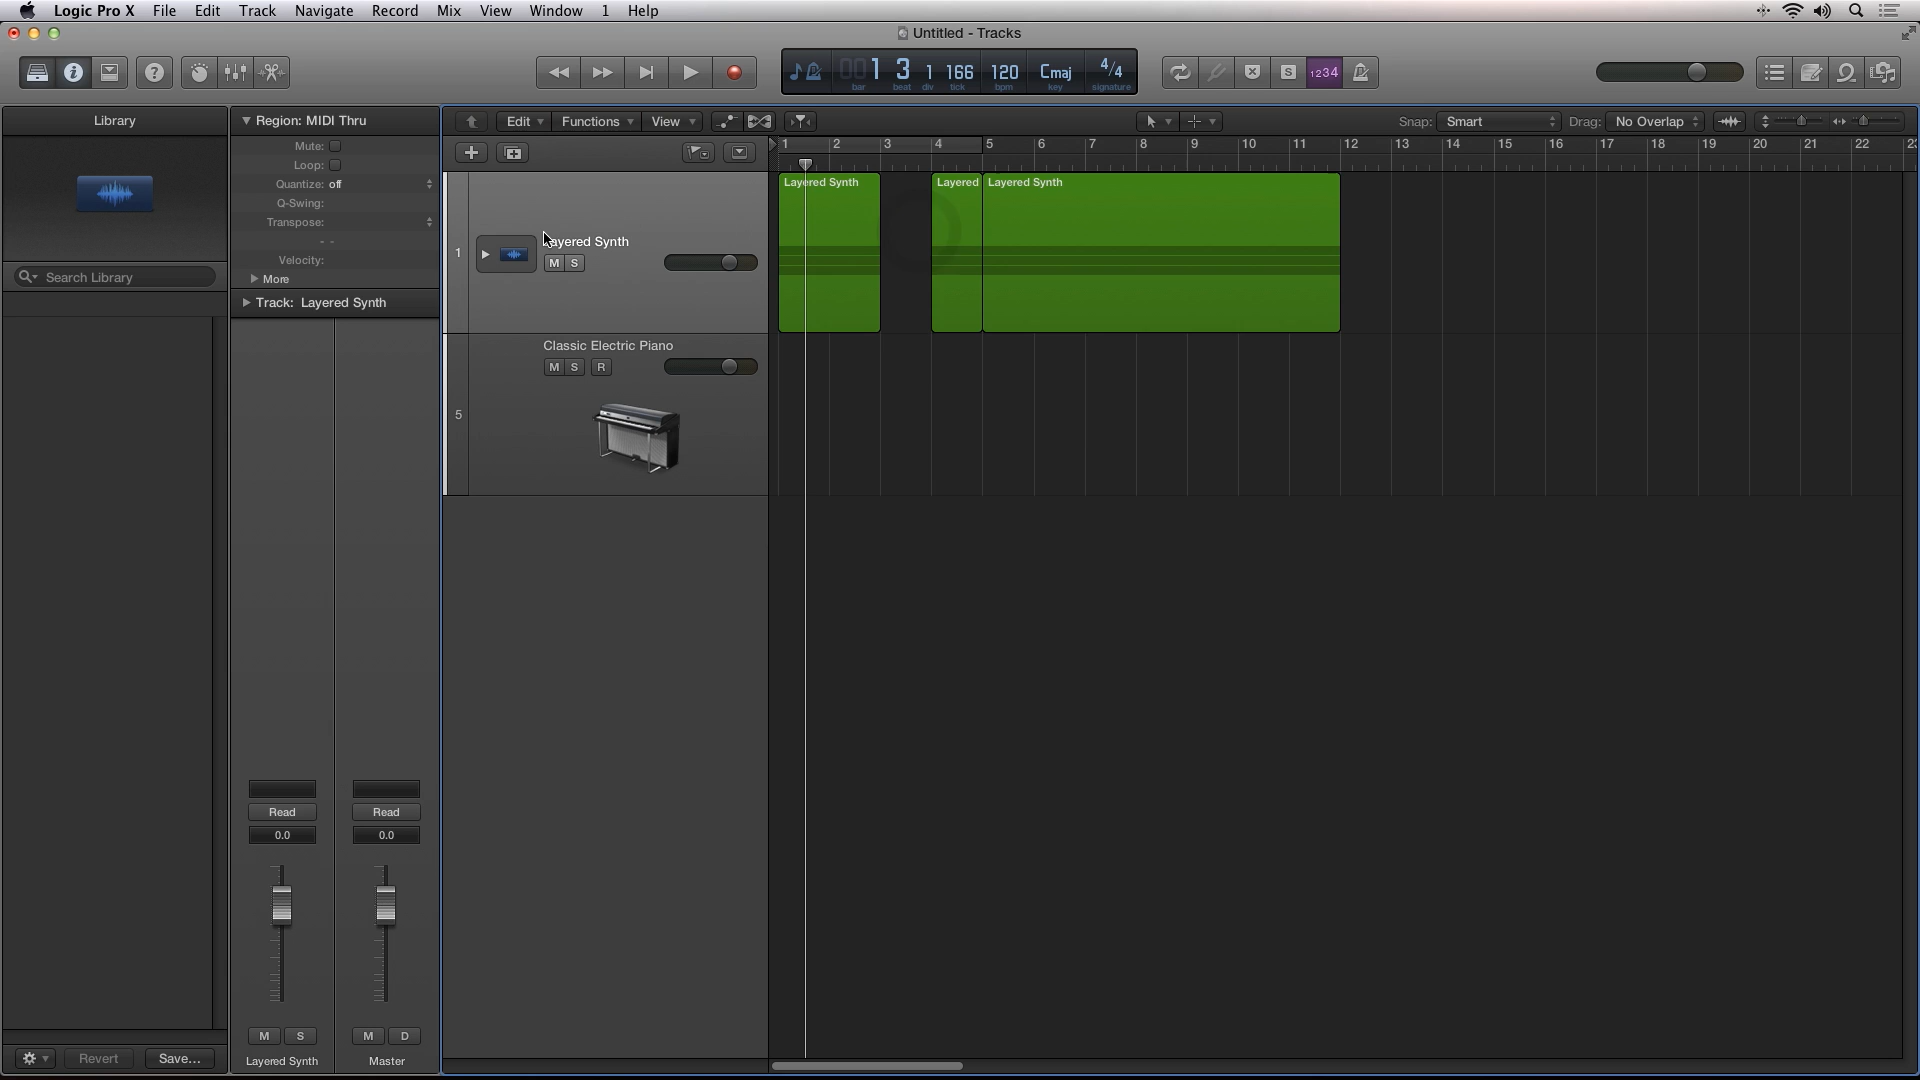 Logic Pro X File Edit Track Navigate Record Mix View Window 1 Help
Untitled - Tracks
001 3 1 166 120 Cmaj 4/4
bar beat div tick bpm key signature
S 1234
Library
Region: MIDI Thru
Edit Functions View
Snap: Smart Drag: No Overlap
Mute:
Loop:
Quantize: off
Q-Swing:
Transpose:
- -
Velocity:
More
Track: Layered Synth
Search Library
1 2 3 4 5 6 7 8 9 10 11 12 13 14 15 16 17 18 19 20 21 22
Layered Synth Layered Layered Synth
1 ayered Synth
M S
Classic Electric Piano
M S R
5
Read Read
0.0 0.0
M S M D
Layered Synth Master
Revert Save...